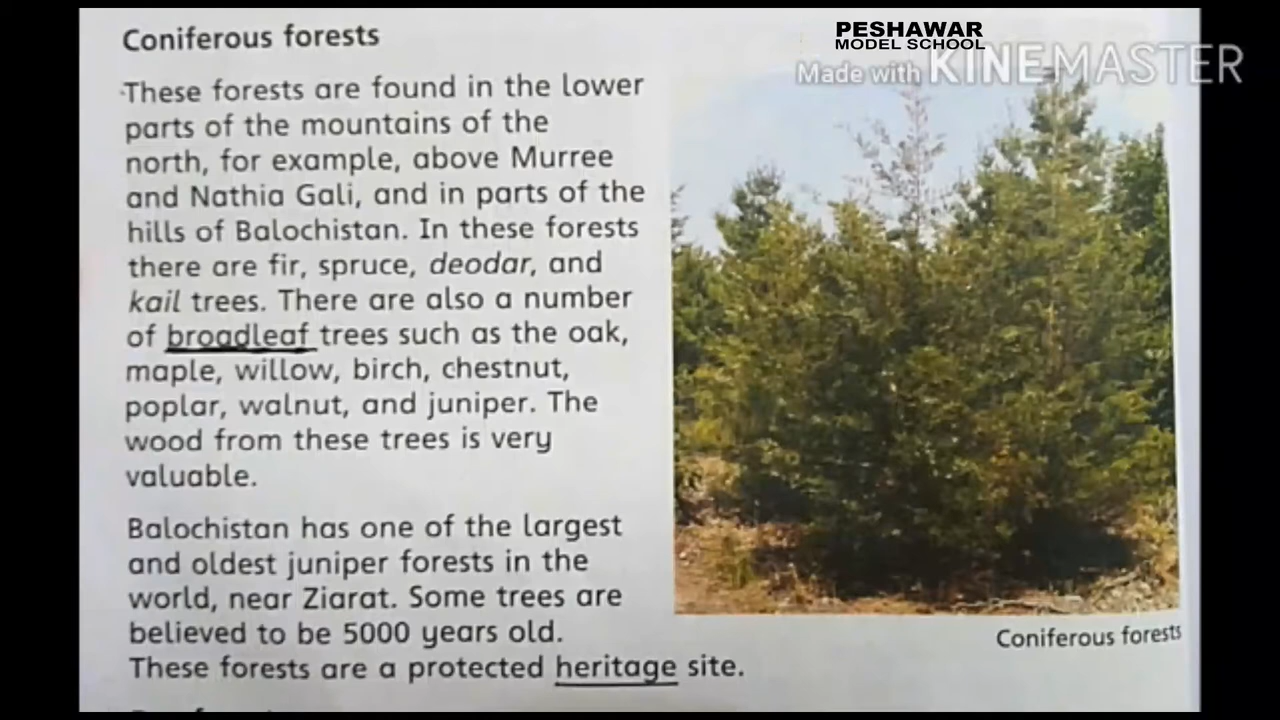 PESHAWAR
MODEL SCHOOL
Made with KINEMASTER
Coniferous forests
These forests are found in the lower
parts of the mountains of the
north, for example, above Murree
and Nathia Gali, and in parts of the
hills of Balochistan. In these forests
there are fir, spruce, deodar, and
kail trees. There are also a number
of broadleaf trees such as the oak,
maple, willow, birch, chestnut,
poplar, walnut, and juniper. The
wood from these trees is very
valuable.
Balochistan has one of the largest
and oldest juniper forests in the
world, near Ziarat. Some trees are
believed to be 5000 years old.
These forests are a protected heritage site.
Coniferous forests